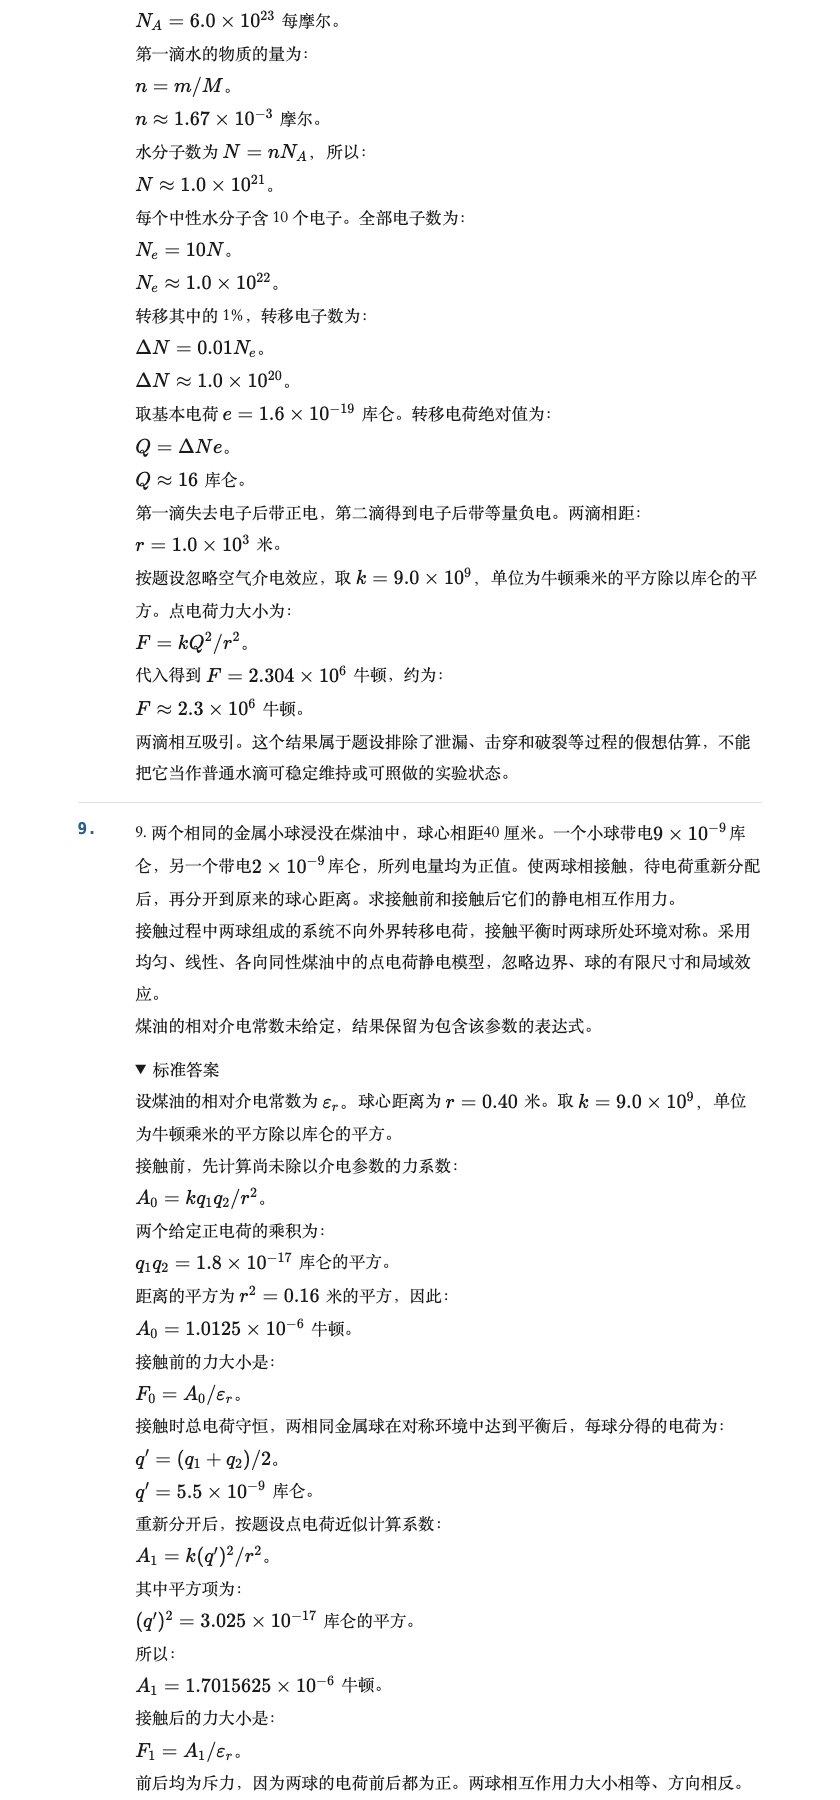 N_A = 6.0 × 10^23 每摩尔。
第一滴水的物质的量为：
n = m/M。
n ≈ 1.67 × 10^−3 摩尔。
水分子数为 N = nN_A，所以：
N ≈ 1.0 × 10^21。
每个中性水分子含 10 个电子。全部电子数为：
N_e = 10N。
N_e ≈ 1.0 × 10^22。
转移其中的 1%，转移电子数为：
ΔN = 0.01N_e。
ΔN ≈ 1.0 × 10^20。
取基本电荷 e = 1.6 × 10^−19 库仑。转移电荷绝对值为：
Q = ΔNe。
Q ≈ 16 库仑。
第一滴失去电子后带正电，第二滴得到电子后带等量负电。两滴相距：
r = 1.0 × 10^3 米。
按题设忽略空气介电效应，取 k = 9.0 × 10^9，单位为牛顿乘米的平方除以库仑的平
方。点电荷力大小为：
F = kQ^2/r^2。
代入得到 F = 2.304 × 10^6 牛顿，约为：
F ≈ 2.3 × 10^6 牛顿。
两滴相互吸引。这个结果属于题设排除了泄漏、击穿和破裂等过程的假想估算，不能
把它当作普通水滴可稳定维持或可照做的实验状态。
9. 9. 两个相同的金属小球浸没在煤油中，球心相距40 厘米。一个小球带电9 × 10^−9 库
仑，另一个带电2 × 10^−9 库仑，所列电量均为正值。使两球相接触，待电荷重新分配
后，再分开到原来的球心距离。求接触前和接触后它们的静电相互作用力。
接触过程中两球组成的系统不向外界转移电荷，接触平衡时两球所处环境对称。采用
均匀、线性、各向同性煤油中的点电荷静电模型，忽略边界、球的有限尺寸和局域效
应。
煤油的相对介电常数未给定，结果保留为包含该参数的表达式。
▼ 标准答案
设煤油的相对介电常数为 ε_r。球心距离为 r = 0.40 米。取 k = 9.0 × 10^9，单位
为牛顿乘米的平方除以库仑的平方。
接触前，先计算尚未除以介电参数的力系数：
A_0 = kq_1q_2/r^2。
两个给定正电荷的乘积为：
q_1q_2 = 1.8 × 10^−17 库仑的平方。
距离的平方为 r^2 = 0.16 米的平方，因此：
A_0 = 1.0125 × 10^−6 牛顿。
接触前的力大小是：
F_0 = A_0/ε_r。
接触时总电荷守恒，两相同金属球在对称环境中达到平衡后，每球分得的电荷为：
q′ = (q_1 + q_2)/2。
q′ = 5.5 × 10^−9 库仑。
重新分开后，按题设点电荷近似计算系数：
A_1 = k(q′)^2/r^2。
其中平方项为：
(q′)^2 = 3.025 × 10^−17 库仑的平方。
所以：
A_1 = 1.7015625 × 10^−6 牛顿。
接触后的力大小是：
F_1 = A_1/ε_r。
前后均为斥力，因为两球的电荷前后都为正。两球相互作用力大小相等、方向相反。